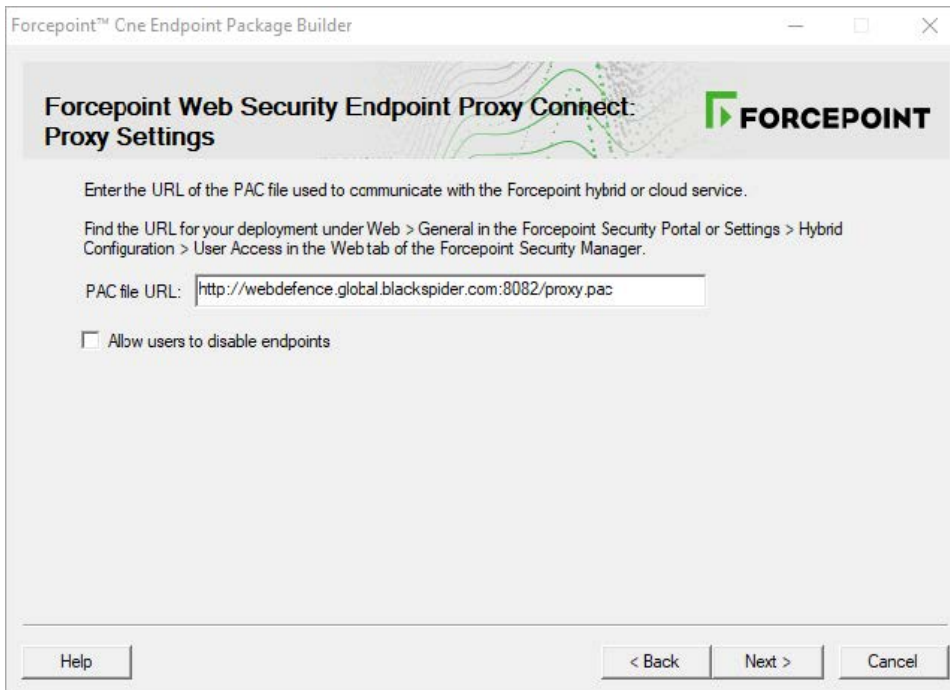 Forcepoint™ One Endpoint Package Builder
Forcepoint Web Security Endpoint Proxy Connect:
Proxy Settings
FORCEPOINT
Enter the URL of the PAC file used to communicate with the Forcepoint hybrid or cloud service.
Find the URL for your deployment under Web > General in the Forcepoint Security Portal or Settings > Hybrid
Configuration > User Access in the Web tab of the Forcepoint Security Manager.
PAC file URL: http://webdefence.global.blackspider.com:8082/proxy.pac
Allow users to disable endpoints
Help
< Back
Next >
Cancel